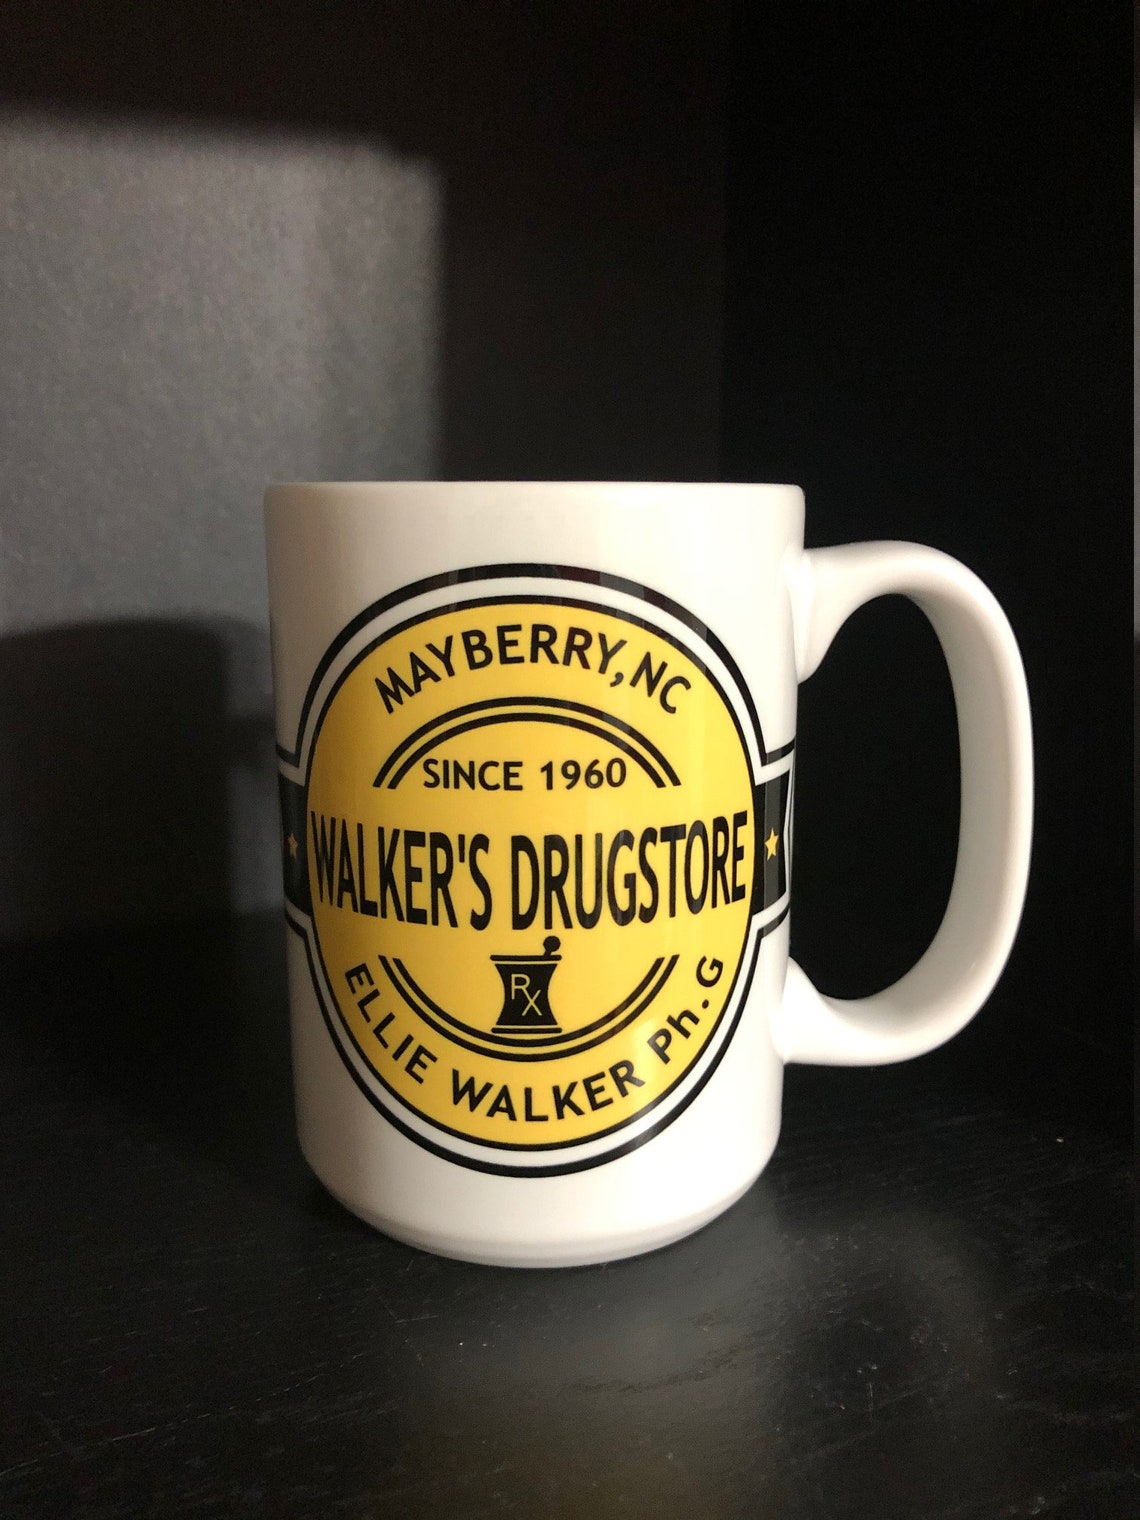 MAYBERRY, NC
SINCE 1960
WALKER'S DRUGSTORE
RX
ELLIE WALKER Ph.G